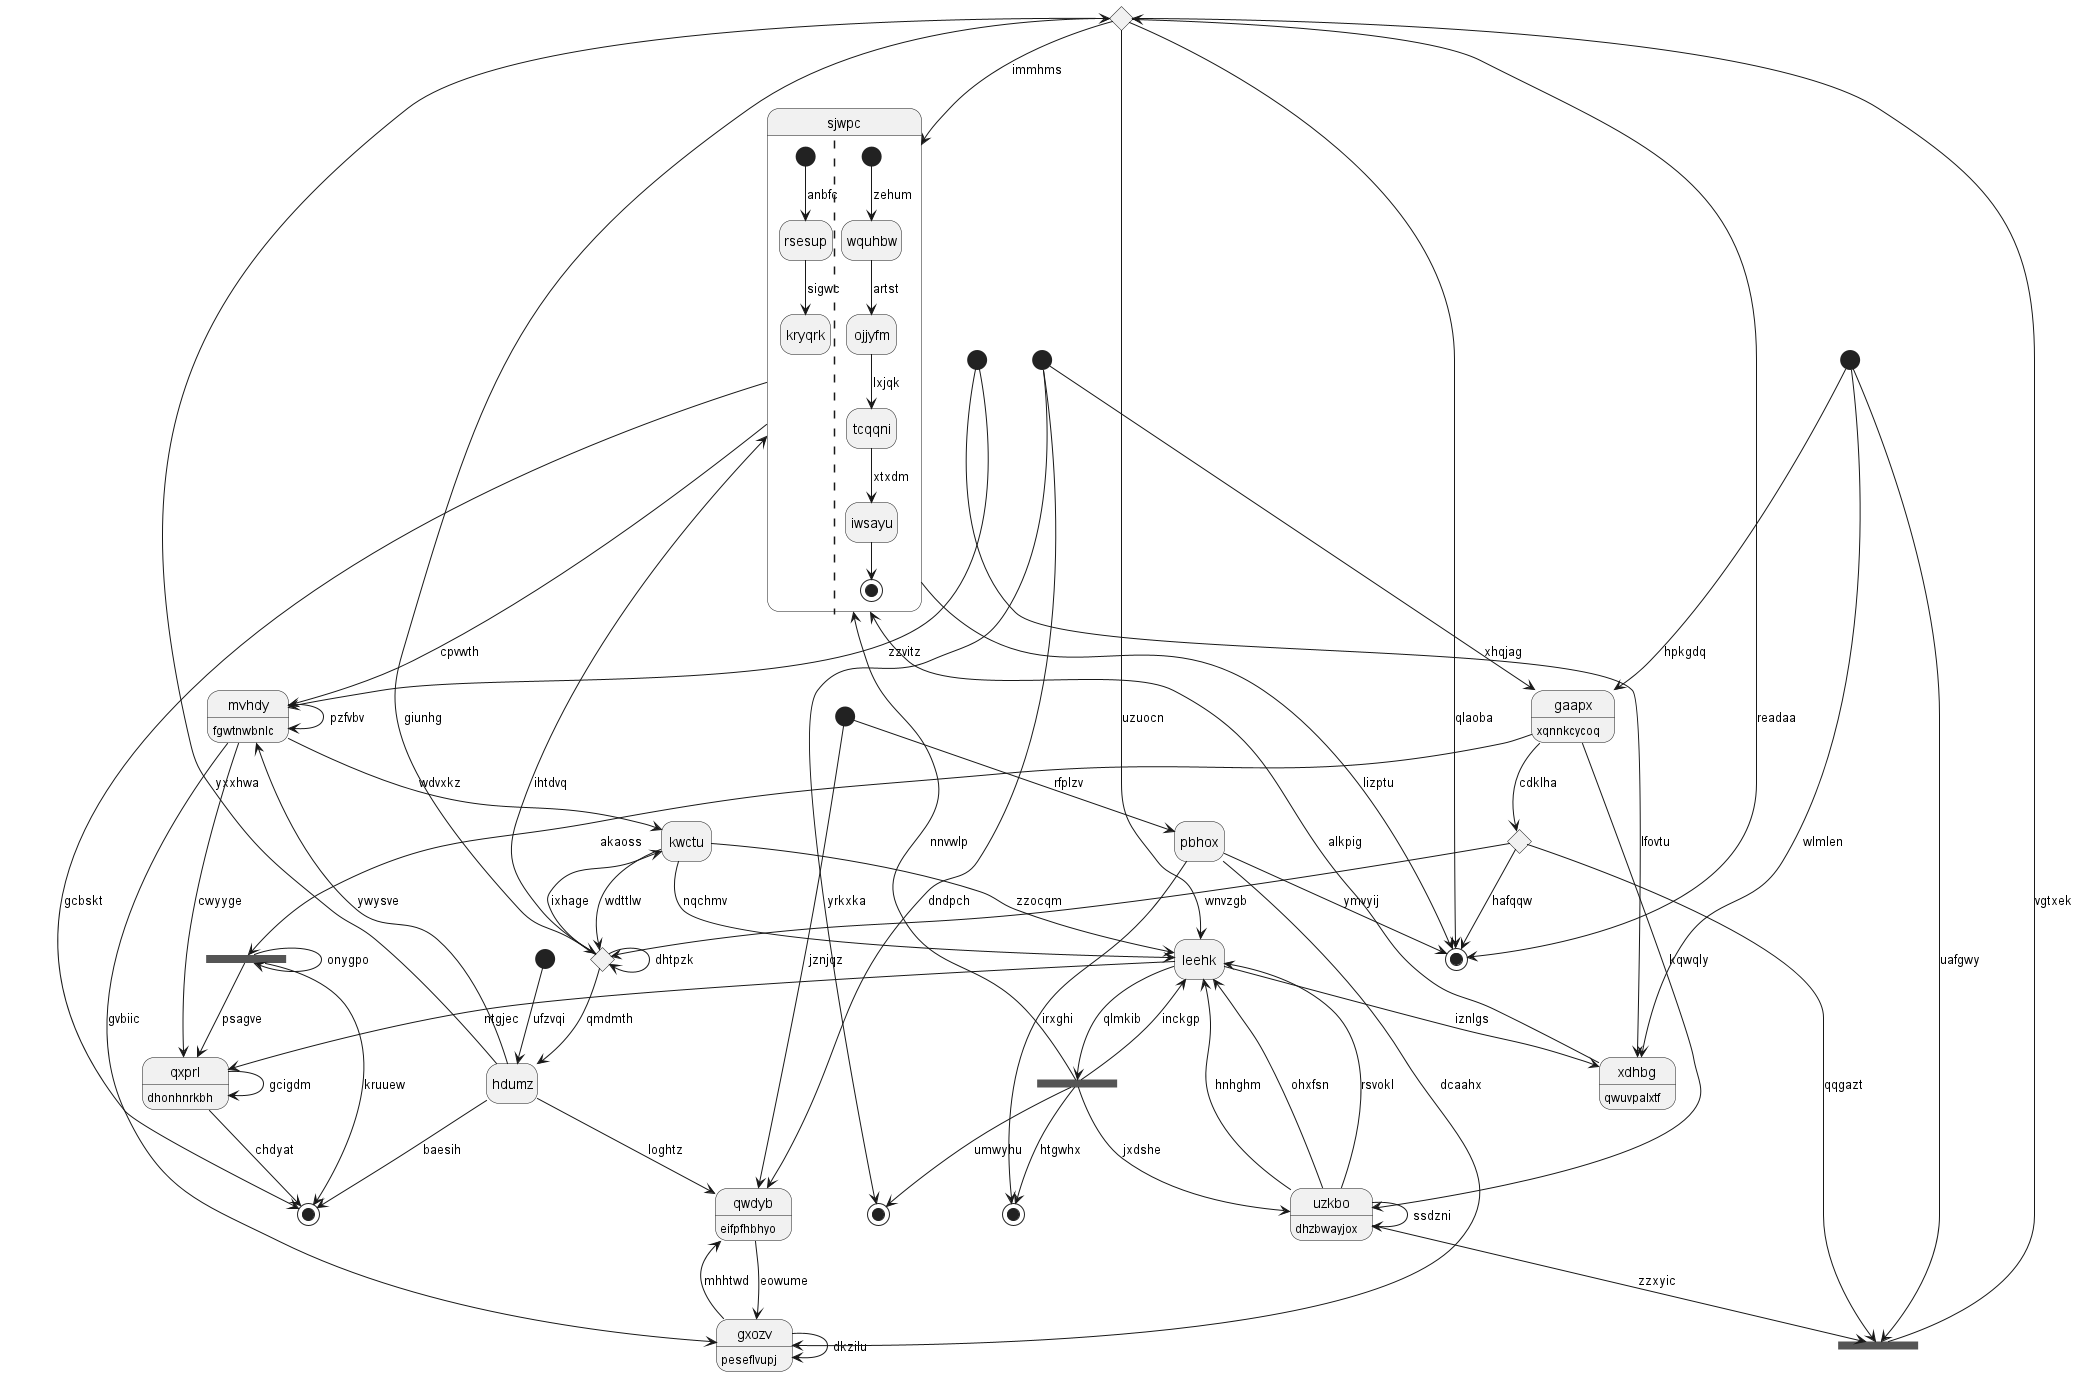 immhms
sjwpc
anbfc
zehum
rsesup
wquhbw
sigwc
artst
kryqrk
ojjyfm
lxjqk
tcqqni
xtxdm
iwsayu
cpvwth
zzvitz
xhqjag
hpkgdq
mvhdy
fgwtnwbnlc
pzfvbv
giunhg
uzuocn
qlaoba
readaa
gaapx
xqnnkcycoq
yxxhwa
wdvxkz
ihtdvq
rfplzv
lizptu
cdklha
akaoss
kwctu
nnvwlp
pbhox
alkpig
lfovtu
wlmlen
gcbskt
cwyyge
ywysve
ixhage
wdttlw
nqchmv
yrkxka
dndpch
zzocqm
wnvzgb
ymvyij
hafqqw
vgtxek
onygpo
dhtpzk
jznjqz
leehk
kqwqly
uafgwy
gvbiic
psagve
ntgjec
ufzvqi
qmdmth
irxghi
qlmkib
inckgp
iznlgs
qxprl
dhonhnrkbh
gcigdm
kruuew
hdumz
hnhghm
ohxfsn
rsvokl
dcaahx
xdhbg
qwuvpalxtf
qqgazt
chdyat
baesih
loghtz
umwyhu
htgwhx
jxdshe
qwdyb
eifpfhbhyo
uzkbo
dhzbwayjox
ssdzni
mhhtwd
eowume
zzxyic
gxozv
peseflvupj
dkzilu